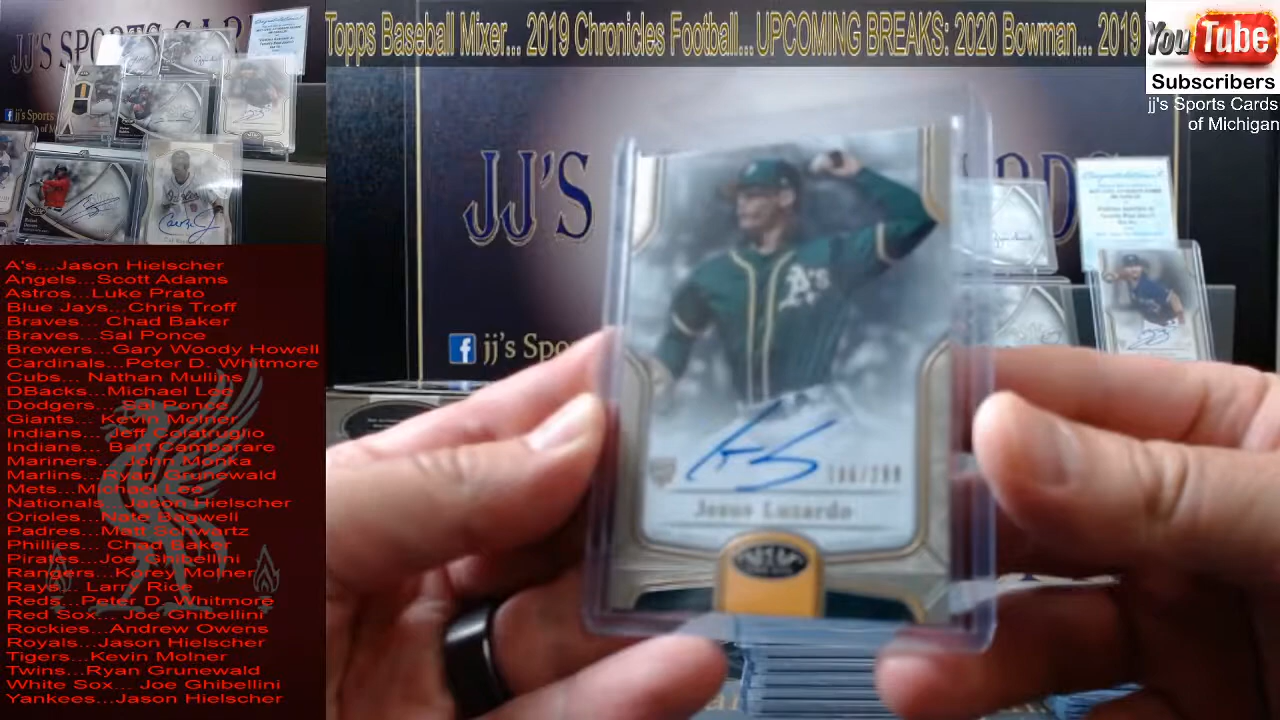 Topps Baseball Mixer... 2019 Chronicles Football...UPCOMING BREAKS: 2020 Bowman... 2019
You Tube
Subscribers
jj's Sports Cards
of Michigan
JJ'S
jj's Spo
A's
Jesus Luzardo
A's...Jason Hielscher
Angels...Scott Adams
Astros...Luke Prato
Blue Jays...Chris Troff
Braves... Chad Baker
Braves...Sal Ponce
Brewers...Gary Woody Howell
Cardinals...Peter D. Whitmore
Cubs... Nathan Mullins
DBacks...Michael Lee
Dodgers... Sal Ponce
Giants... Kevin Molner
Indians... Jeff Colatruglio
Indians... Bart Cambarare
Mariners... John Monka
Marlins...Ryan Grunewald
Mets...Michael Lee
Nationals...Jason Hielscher
Orioles...Nate Bagwell
Padres...Matt Schwartz
Phillies... Chad Baker
Pirates...Joe Ghibellini
Rangers...Korey Molner
Rays... Larry Rice
Reds...Peter D. Whitmore
Red Sox... Joe Ghibellini
Rockies...Andrew Owens
Royals...Jason Hielscher
Tigers...Kevin Molner
Twins...Ryan Grunewald
White Sox... Joe Ghibellini
Yankees...Jason Hielscher